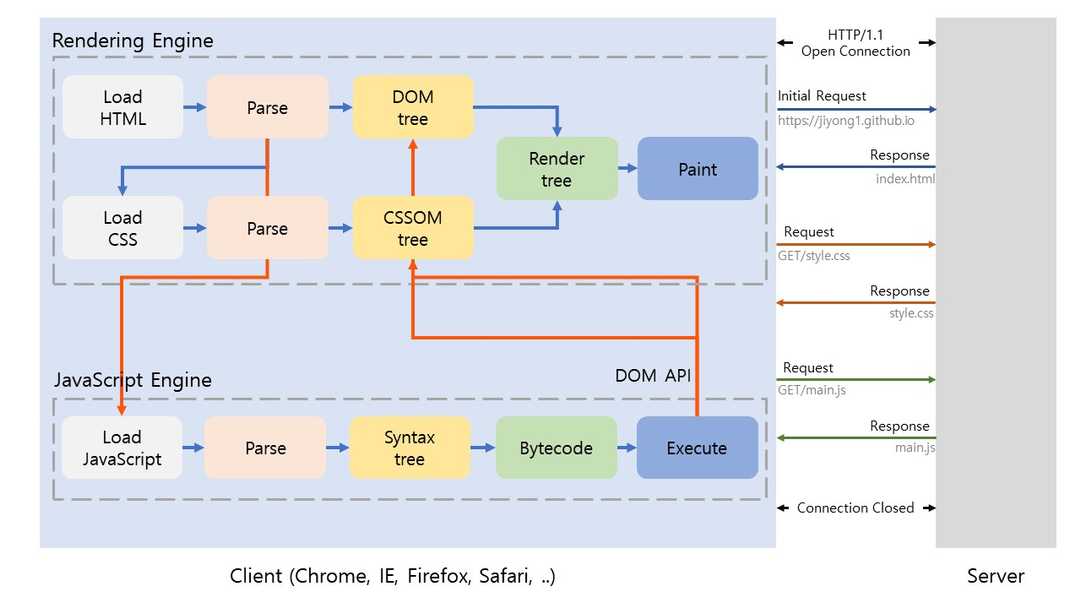 Rendering Engine
Load
HTML
Parse
DOM
tree
Render
tree
Paint
Load
CSS
Parse
CSSOM
tree
JavaScript Engine
DOM API
Load
JavaScript
Parse
Syntax
tree
Bytecode
Execute
HTTP/1.1
Open Connection
Initial Request
https://jiyong1.github.io
Response
index.html
Request
GET/style.css
Response
style.css
Request
GET/main.js
Response
main.js
Connection Closed
Client (Chrome, IE, Firefox, Safari, ..)
Server